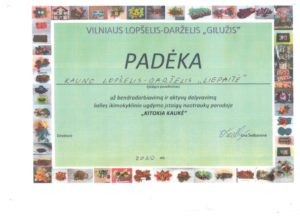 VILNIAUS LOPŠELIS-DARŽELIS „GILUŽIS"
PADĖKA
KAUNO LOPŠELIS-DARŽELIS „LIEPAITĖ"
už bendradarbiavimą ir aktyvų dalyvavimą
šalies ikimokyklinio ugdymo įstaigų nuotraukų parodoje
„KITOKIA KAUKĖ"
Direktorė
2020 m